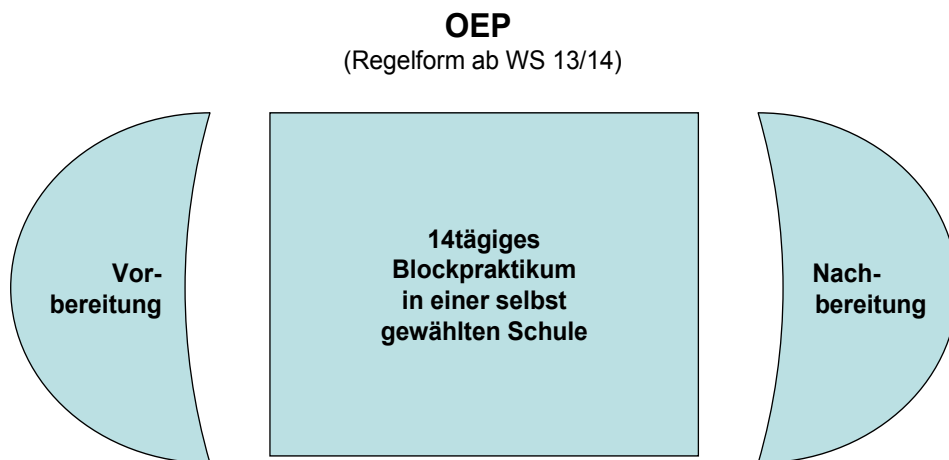 OEP
(Regelform ab WS 13/14)
Vor-
bereitung
14tägiges
Blockpraktikum
in einer selbst
gewählten Schule
Nach-
bereitung